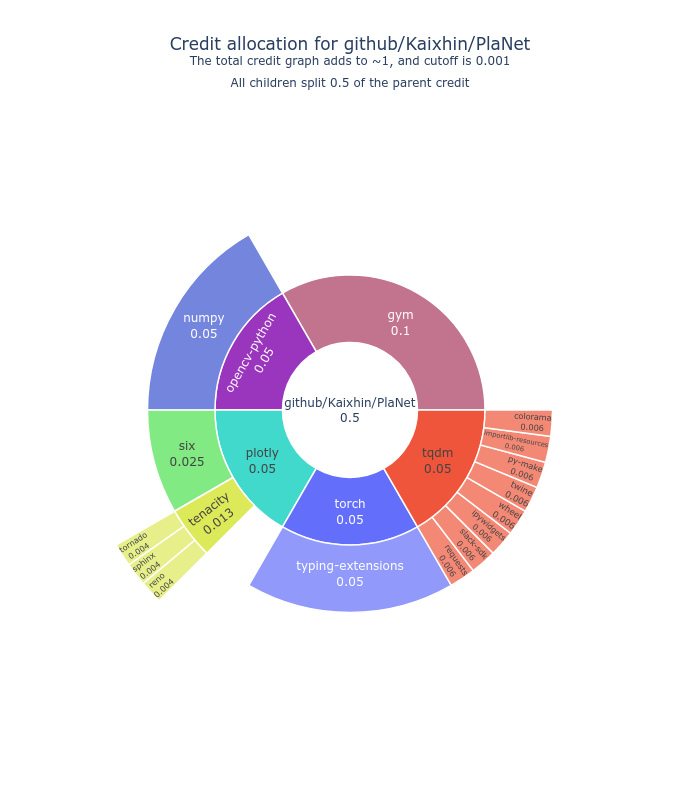 Credit allocation for github/Kaixhin/PlaNet
The total credit graph adds to ~1, and cutoff is 0.001
All children split 0.5 of the parent credit
github/Kaixhin/PlaNet
0.5
gym
0.1
opencv-python
0.05
numpy
0.05
plotly
0.05
six
0.025
tenacity
0.013
tornado
0.004
sphinx
0.004
reno
0.004
torch
0.05
typing-extensions
0.05
tqdm
0.05
colorama
0.006
importlib-resources
0.006
py-make
0.006
twine
0.006
wheel
0.006
ipywidgets
0.006
slack-sdk
0.006
requests
0.006